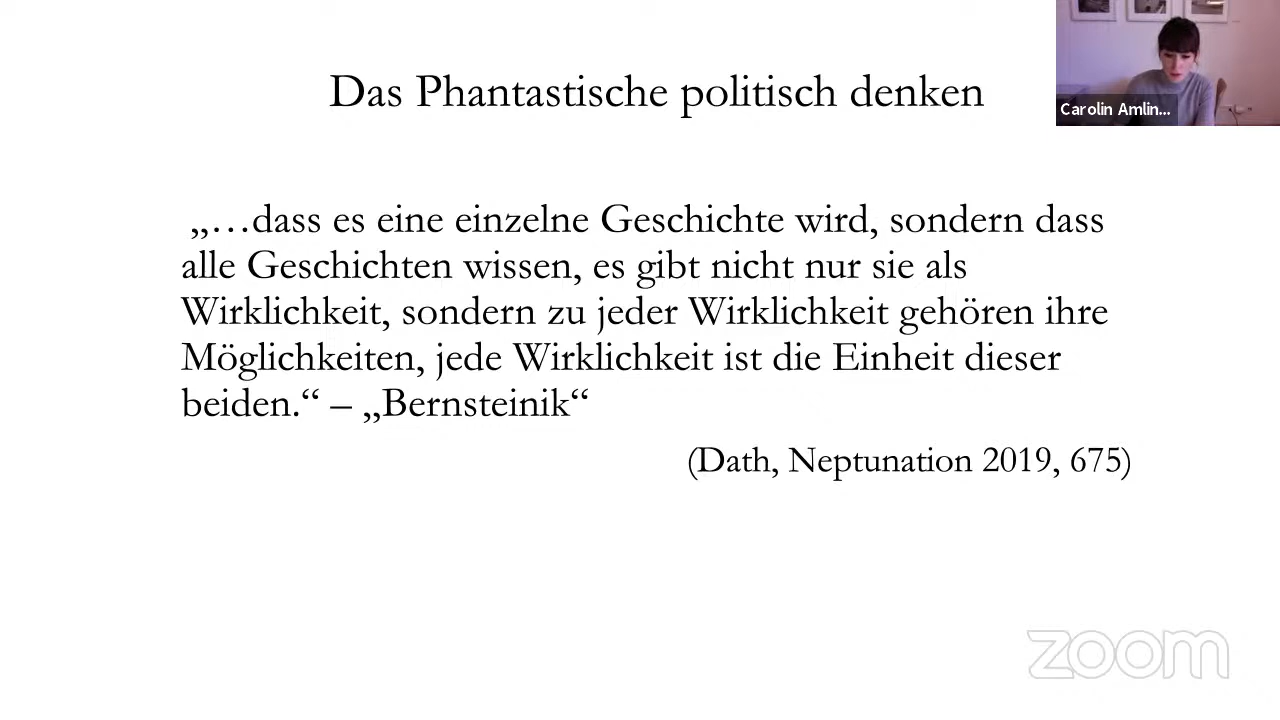 Das Phantastische politisch denken
Carolin Amlin...
„…dass es eine einzelne Geschichte wird, sondern dass
alle Geschichten wissen, es gibt nicht nur sie als
Wirklichkeit, sondern zu jeder Wirklichkeit gehören ihre
Möglichkeiten, jede Wirklichkeit ist die Einheit dieser
beiden.“ – „Bernsteinik“
(Dath, Neptunation 2019, 675)
zoom